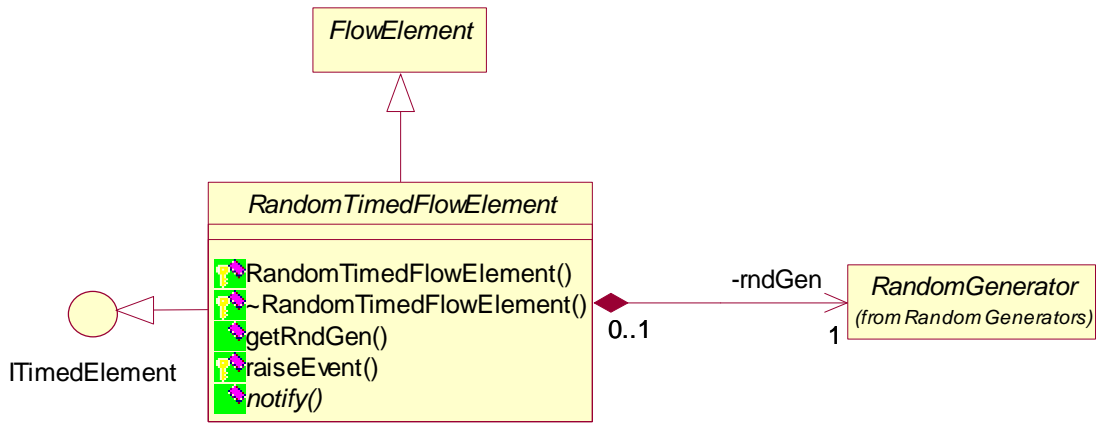 FlowElement
RandomTimedFlowElement
RandomTimedFlowElement()
~RandomTimedFlowElement()
getRndGen()
raiseEvent()
notify()
ITimedElement
0..1
-rndGen
1
RandomGenerator
(from Random Generators)